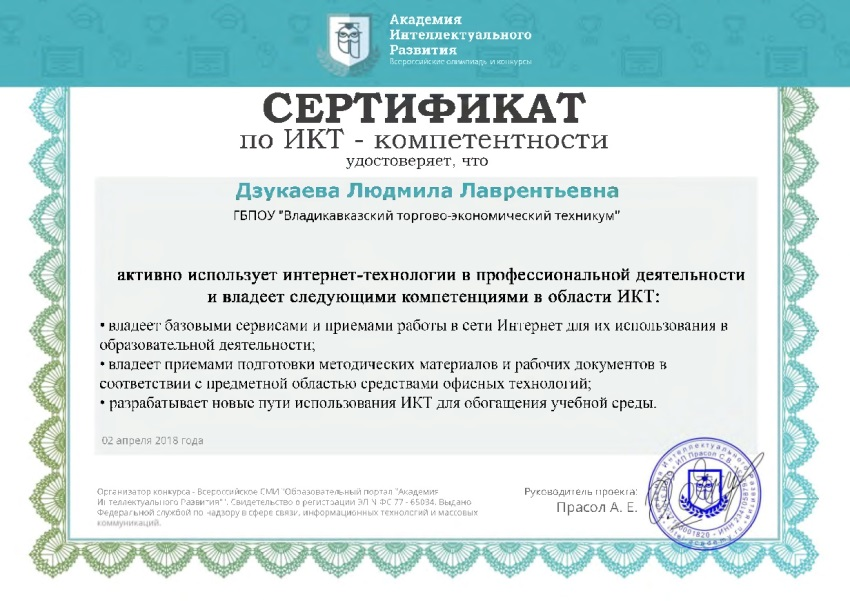 Академия
Интеллектуального
Развития
Всероссийские олимпиады и конкурсы
СЕРТИФИКАТ
по ИКТ - компетентности
удостоверяет, что
Дзукаева Людмила Лаврентьевна
ГБПОУ "Владикавказский торгово-экономический техникум"
активно использует интернет-технологии в профессиональной деятельности
и владеет следующими компетенциями в области ИКТ:
• владеет базовыми сервисами и приемами работы в сети Интернет для их использования в
образовательной деятельности;
• владеет приемами подготовки методических материалов и рабочих документов в
соответствии с предметной областью средствами офисных технологий;
• разрабатывает новые пути использования ИКТ для обогащения учебной среды.
02 апреля 2018 года
Организатор конкурса - Всероссийское СМИ "Образовательный портал "Академия
Интеллектуального Развития"". Свидетельство о регистрации ЭЛ N ФС 77 - 65034. Выдано
Федеральной службой по надзору в сфере связи, информационных технологий и массовых
коммуникаций.
Руководитель проекта:
Прасол А. Е.